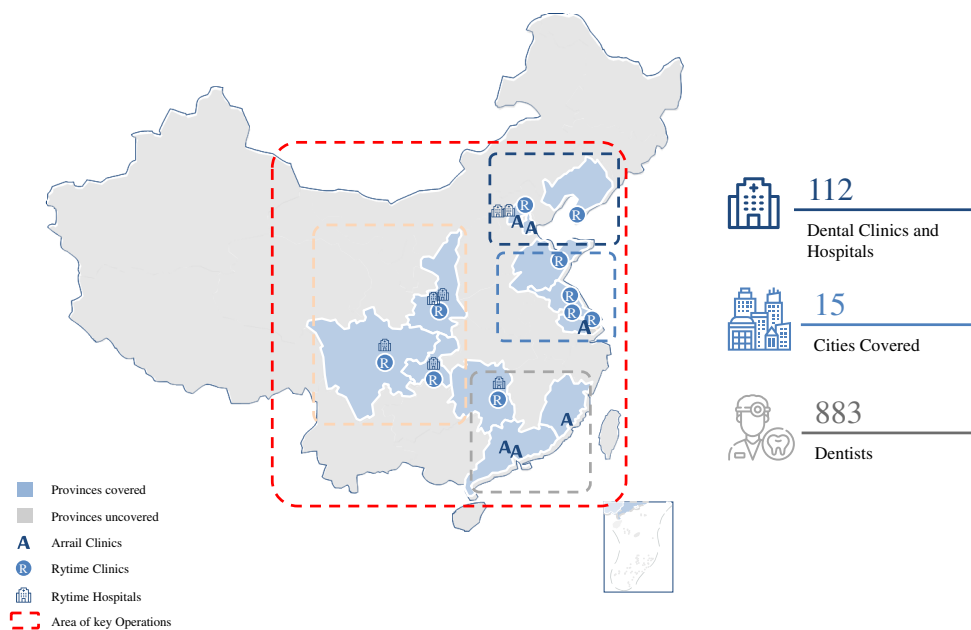 R
R
A
A
R
R
R
R
R
A
R
R
R
A
A
A
112
Dental Clinics and
Hospitals
15
Cities Covered
883
Dentists
Provinces covered
Provinces uncovered
A Arrail Clinics
R Rytime Clinics
Rytime Hospitals
Area of key Operations